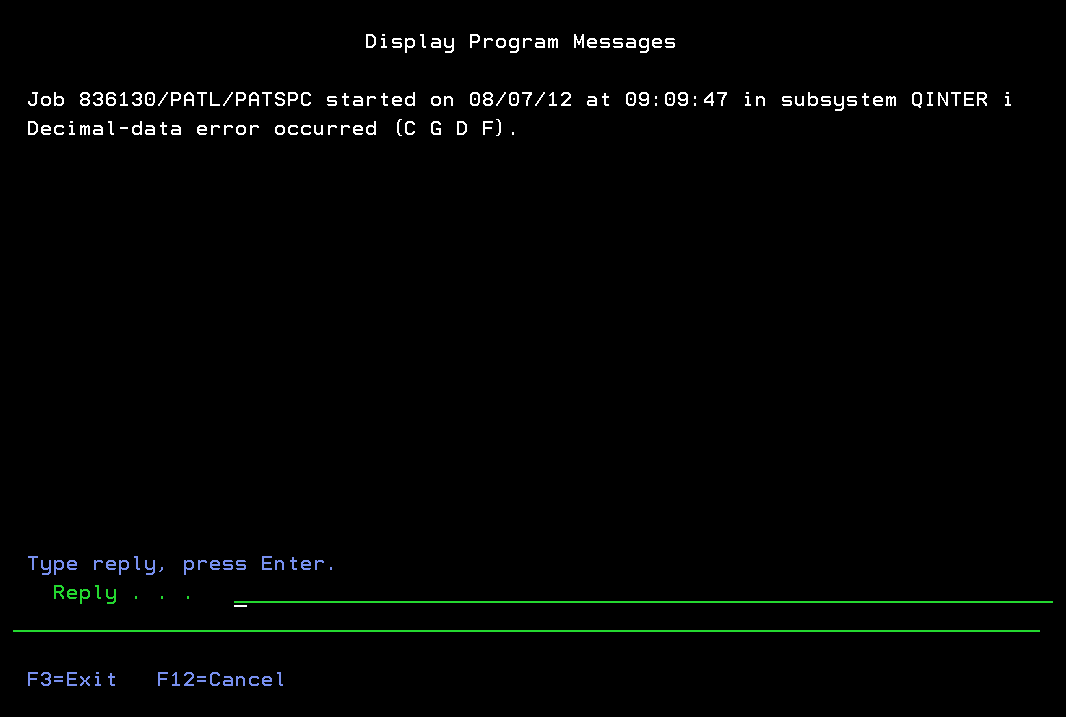 Display Program Messages
Job 836130/PATL/PATSPC started on 08/07/12 at 09:09:47 in subsystem QINTER i
Decimal-data error occurred (C G D F).
Type reply, press Enter.
Reply . . .
F3=Exit F12=Cancel